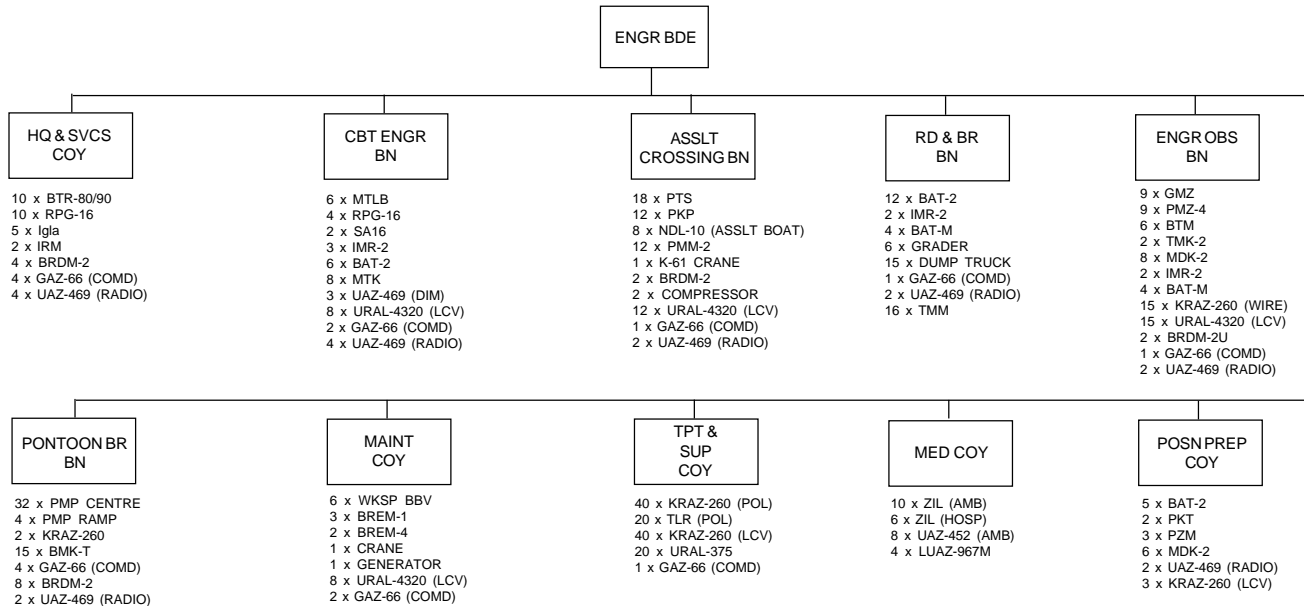 ENGR BDE
HQ & SVCS
COY
10 x BTR-80/90
10 x RPG-16
5 x Igla
2 x IRM
4 x BRDM-2
4 x GAZ-66 (COMD)
4 x UAZ-469 (RADIO)
CBT ENGR
BN
6 x MTLB
4 x RPG-16
2 x SA16
3 x IMR-2
6 x BAT-2
8 x MTK
3 x UAZ-469 (DIM)
8 x URAL-4320 (LCV)
2 x GAZ-66 (COMD)
4 x UAZ-469 (RADIO)
ASSLT
CROSSING BN
18 x PTS
12 x PKP
8 x NDL-10 (ASSLT BOAT)
12 x PMM-2
1 x K-61 CRANE
2 x BRDM-2
2 x COMPRESSOR
12 x URAL-4320 (LCV)
1 x GAZ-66 (COMD)
2 x UAZ-469 (RADIO)
RD & BR
BN
12 x BAT-2
2 x IMR-2
4 x BAT-M
6 x GRADER
15 x DUMP TRUCK
1 x GAZ-66 (COMD)
2 x UAZ-469 (RADIO)
16 x TMM
ENGR OBS
BN
9 x GMZ
9 x PMZ-4
6 x BTM
2 x TMK-2
8 x MDK-2
2 x IMR-2
4 x BAT-M
15 x KRAZ-260 (WIRE)
15 x URAL-4320 (LCV)
2 x BRDM-2U
1 x GAZ-66 (COMD)
2 x UAZ-469 (RADIO)
PONTOON BR
BN
32 x PMP CENTRE
4 x PMP RAMP
2 x KRAZ-260
15 x BMK-T
4 x GAZ-66 (COMD)
8 x BRDM-2
2 x UAZ-469 (RADIO)
MAINT
COY
6 x WKSP BBV
3 x BREM-1
2 x BREM-4
1 x CRANE
1 x GENERATOR
8 x URAL-4320 (LCV)
2 x GAZ-66 (COMD)
TPT &
SUP
COY
40 x KRAZ-260 (POL)
20 x TLR (POL)
40 x KRAZ-260 (LCV)
20 x URAL-375
1 x GAZ-66 (COMD)
MED COY
10 x ZIL (AMB)
6 x ZIL (HOSP)
8 x UAZ-452 (AMB)
4 x LUAZ-967M
POSN PREP
COY
5 x BAT-2
2 x PKT
3 x PZM
6 x MDK-2
2 x UAZ-469 (RADIO)
3 x KRAZ-260 (LCV)